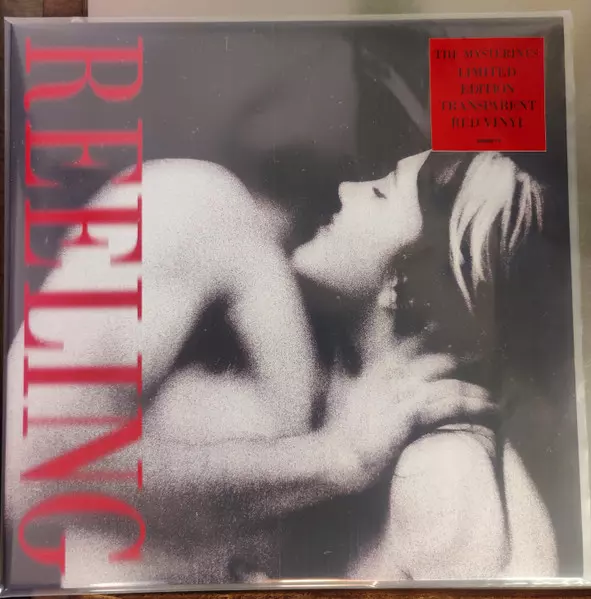 REELING
THE MYSTERINES
LIMITED
EDITION
TRANSPARENT
RED VINYL